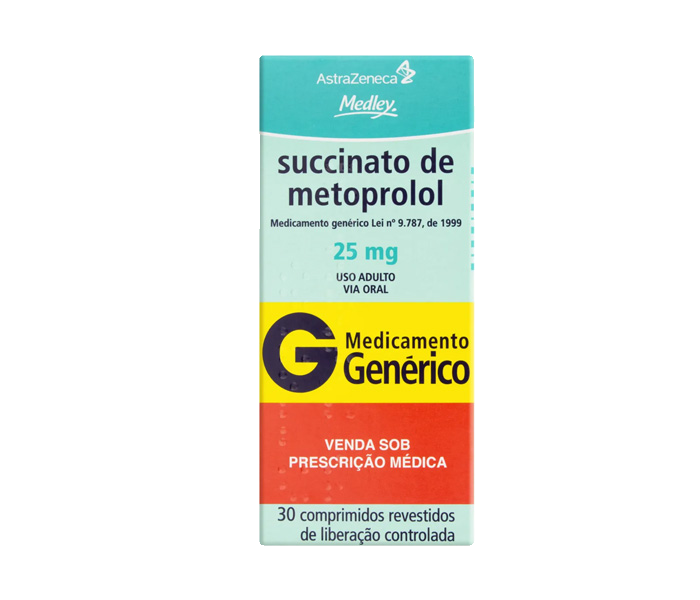 AstraZeneca
Medley.
succinato de
metoprolol
Medicamento genérico Lei nº 9.787, de 1999
25 mg
USO ADULTO
VIA ORAL
G Medicamento
Genérico
VENDA SOB
PRESCRIÇÃO MÉDICA
30 comprimidos revestidos
de liberação controlada